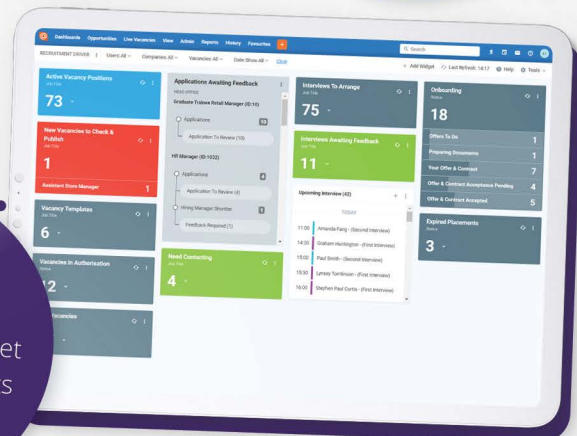 Dashboards Opportunities Live Vacancies View Admin Reports History Favourites +
Search
RECRUITMENT DRIVER Users: All Companies: All Vacancies: All Date: Show All Clear
+ Add Widget Last Refresh: 14:17 Help Tools
Active Vacancy Positions
Job Title
73
New Vacancies to Check &
Publish
Job Title
1
Assistant Store Manager 1
Vacancy Templates
6
Vacancies in Authorisation
Status
12
Vacancies
Applications Awaiting Feedback
HEAD OFFICE
Graduate Trainee Retail Manager (ID:10)
Applications 10
Application To Review (10)
HR Manager (ID:1032)
Applications 4
Application To Review (4)
Hiring Manager Shortlist 1
Feedback Required (1)
Need Contacting
Job Title
4
Interviews To Arrange
Job Title
75
Interviews Awaiting Feedback
Job Title
11
Upcoming Interview (42) +
TODAY
11:00 Amanda Fang - (Second Interview)
14:00 Graham Huntington - (First Interview)
15:00 Paul Smith - (Second Interview)
15:30 Lynsey Tomlinson - (First Interview)
16:00 Stephen Paul Curtis - (First Interview)
Onboarding
Status
18
Offers To Do 1
Preparing Documents 1
Your Offer & Contract 7
Offer & Contract Acceptance Pending 4
Offer & Contract Accepted 5
Expired Placements
Status
3
et
ts